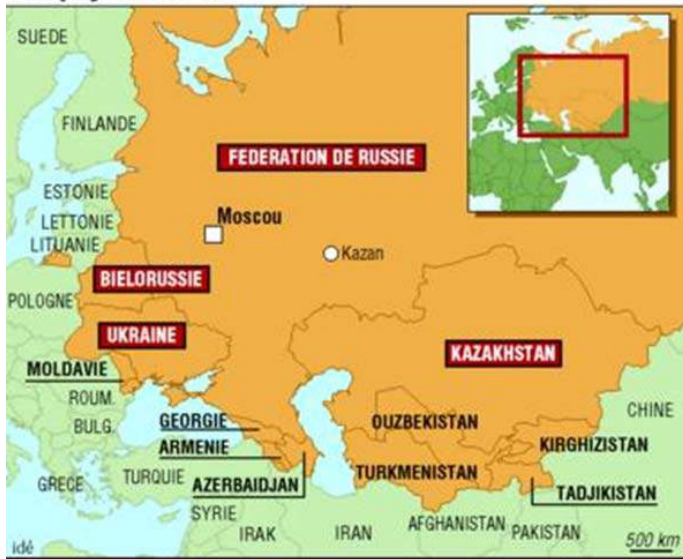 SUEDE
FINLANDE
FEDERATION DE RUSSIE
ESTONIE
LETTONIE
LITUANIE
Moscou
Kazan
BIELORUSSIE
POLOGNE
UKRAINE
KAZAKHSTAN
MOLDAVIE
ROUM.
BULG.
GEORGIE
OUZBEKISTAN
CHINE
ARMENIE
KIRGHIZISTAN
GRECE
TURQUIE
AZERBAIDJAN
TURKMENISTAN
TADJIKISTAN
SYRIE
IRAK
IRAN
AFGHANISTAN
PAKISTAN
idé
500 km